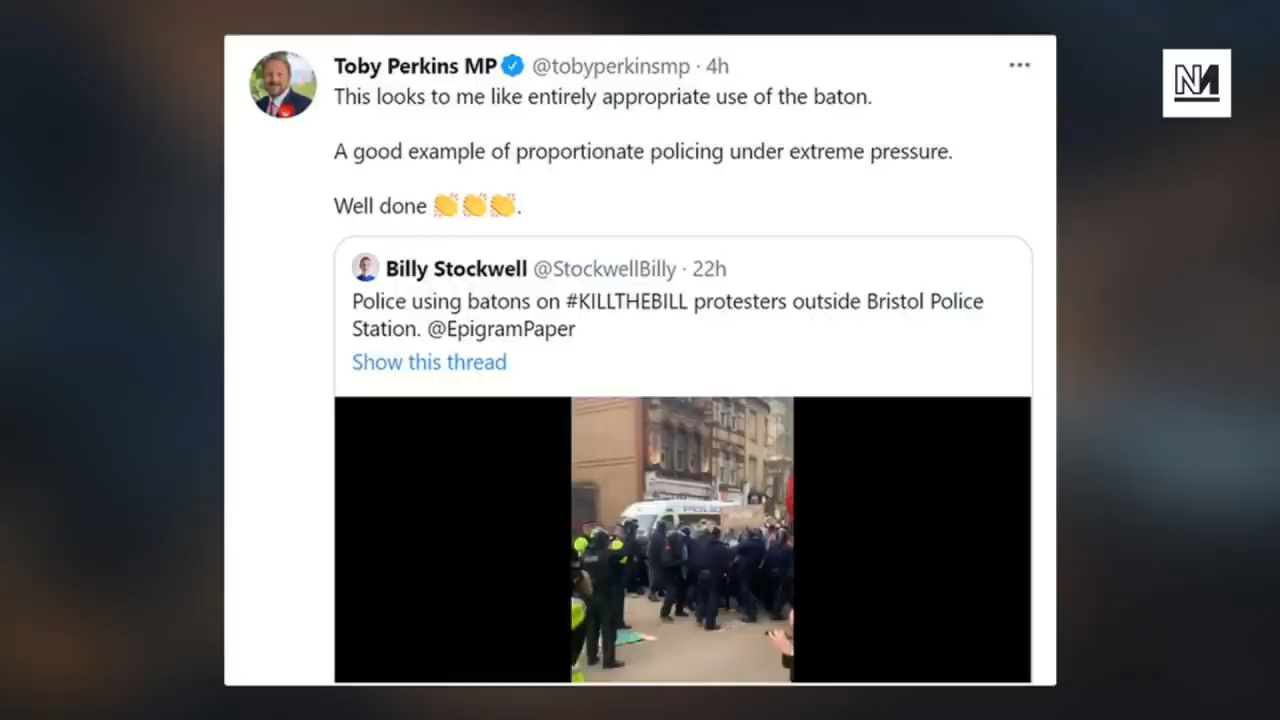 Toby Perkins MP @tobyperkinsmp · 4h
This looks to me like entirely appropriate use of the baton.
A good example of proportionate policing under extreme pressure.
Well done 👏👏👏.
Billy Stockwell @StockwellBilly · 22h
Police using batons on #KILLTHEBILL protesters outside Bristol Police
Station. @EpigramPaper
Show this thread
POLICE
NM